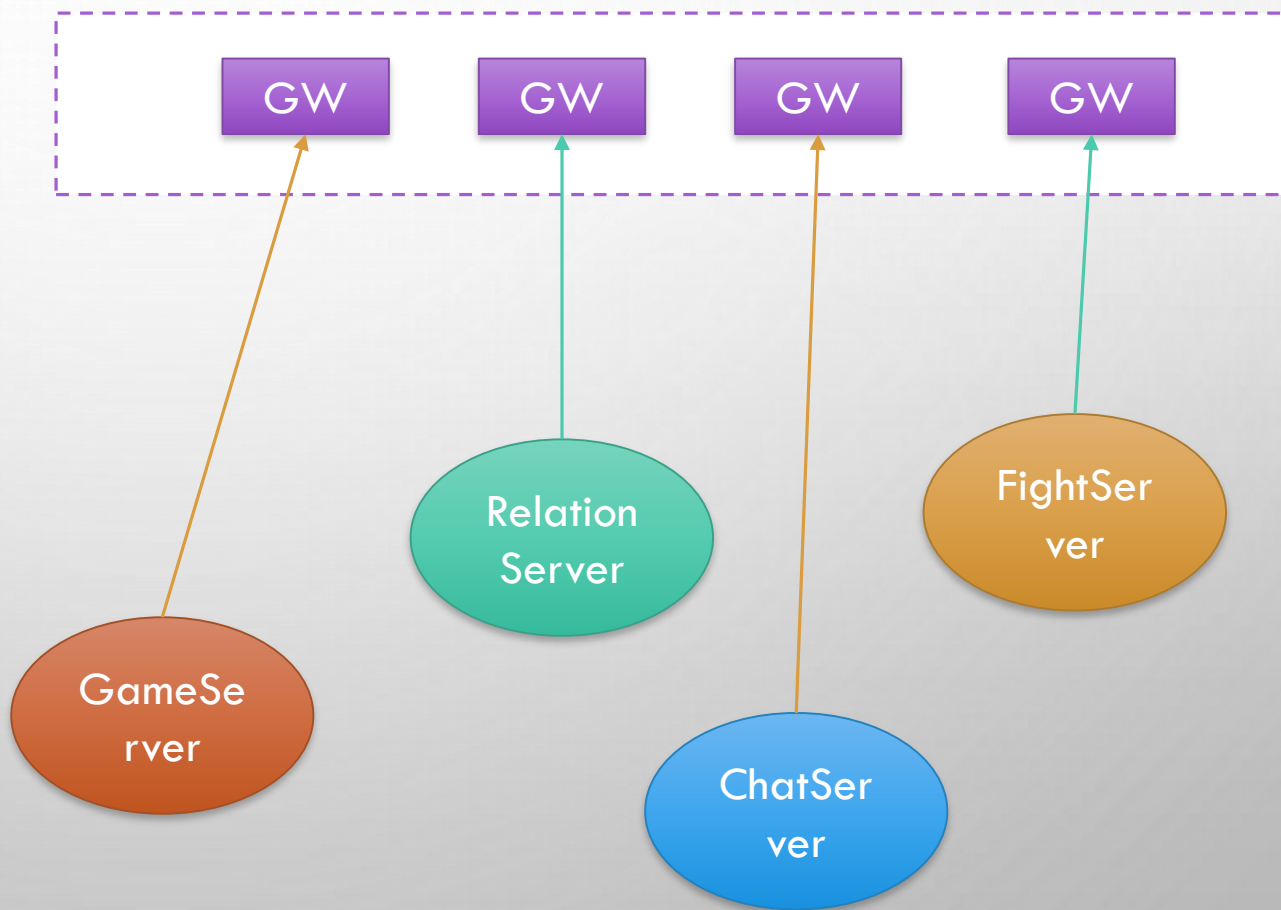 GW
GW
GW
GW
Relation
Server
FightSer
ver
GameSe
rver
ChatSer
ver